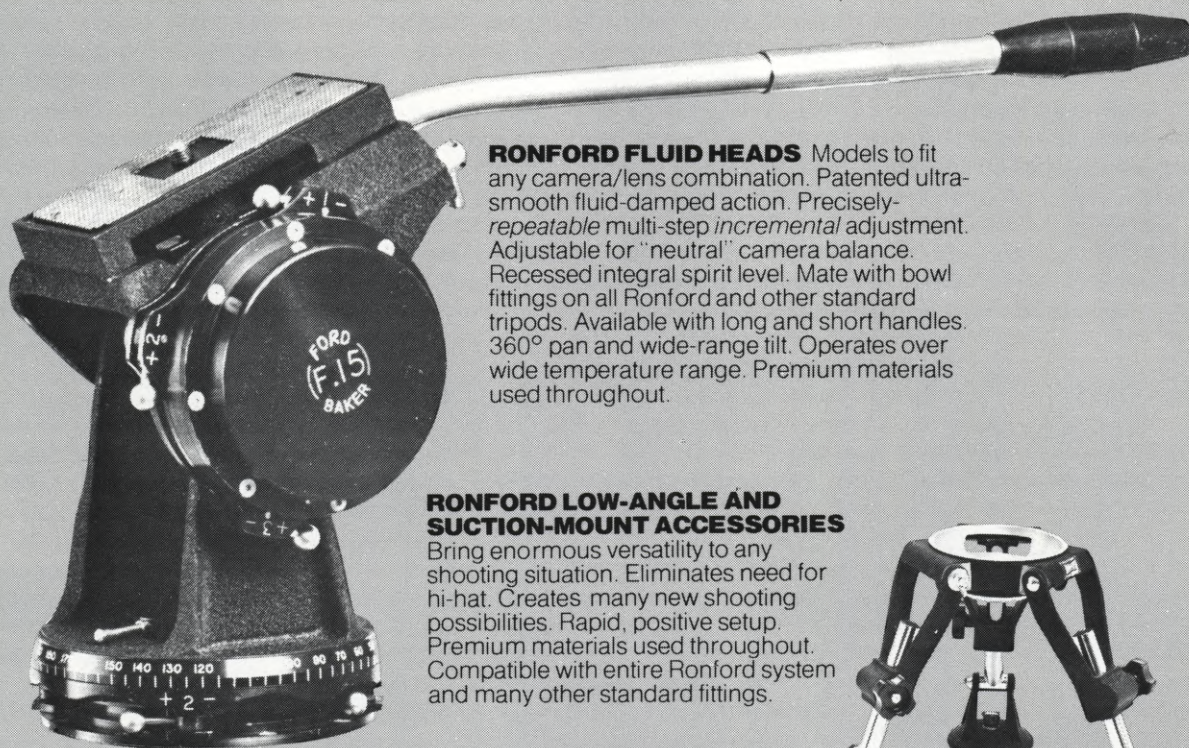 RONFORD FLUID HEADS Models to fit
any camera/lens combination. Patented ultra-
smooth fluid-damped action. Precisely-
repeatable multi-step incremental adjustment.
Adjustable for "neutral" camera balance.
Recessed integral spirit level. Mate with bowl
fittings on all Ronford and other standard
tripods. Available with long and short handles.
360° pan and wide-range tilt. Operates over
wide temperature range. Premium materials
used throughout.
FORD
(F.15)
BAKER
RONFORD LOW-ANGLE AND
SUCTION-MOUNT ACCESSORIES
Bring enormous versatility to any
shooting situation. Eliminates need for
hi-hat. Creates many new shooting
possibilities. Rapid, positive setup.
Premium materials used throughout.
Compatible with entire Ronford system
and many other standard fittings.
150 140 130 120 90 80 70
+ 2 -